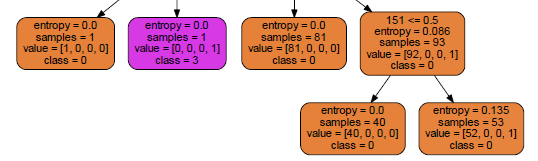 entropy = 0.0
samples = 1
value = [1, 0, 0, 0]
class = 0
entropy = 0.0
samples = 1
value = [0, 0, 0, 1]
class = 3
entropy = 0.0
samples = 81
value = [81, 0, 0, 0]
class = 0
151 <= 0.5
entropy = 0.086
samples = 93
value = [92, 0, 0, 1]
class = 0
entropy = 0.0
samples = 40
value = [40, 0, 0, 0]
class = 0
entropy = 0.135
samples = 53
value = [52, 0, 0, 1]
class = 0